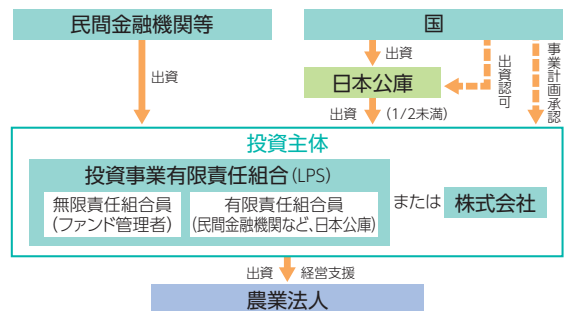 民間金融機関等
国
出資
出資
出資認可
事業計画承認
日本公庫
出資 (1/2未満)
投資主体
投資事業有限責任組合(LPS)
無限責任組合員
(ファンド管理者)
有限責任組合員
(民間金融機関など、日本公庫)
または
株式会社
出資 経営支援
農業法人